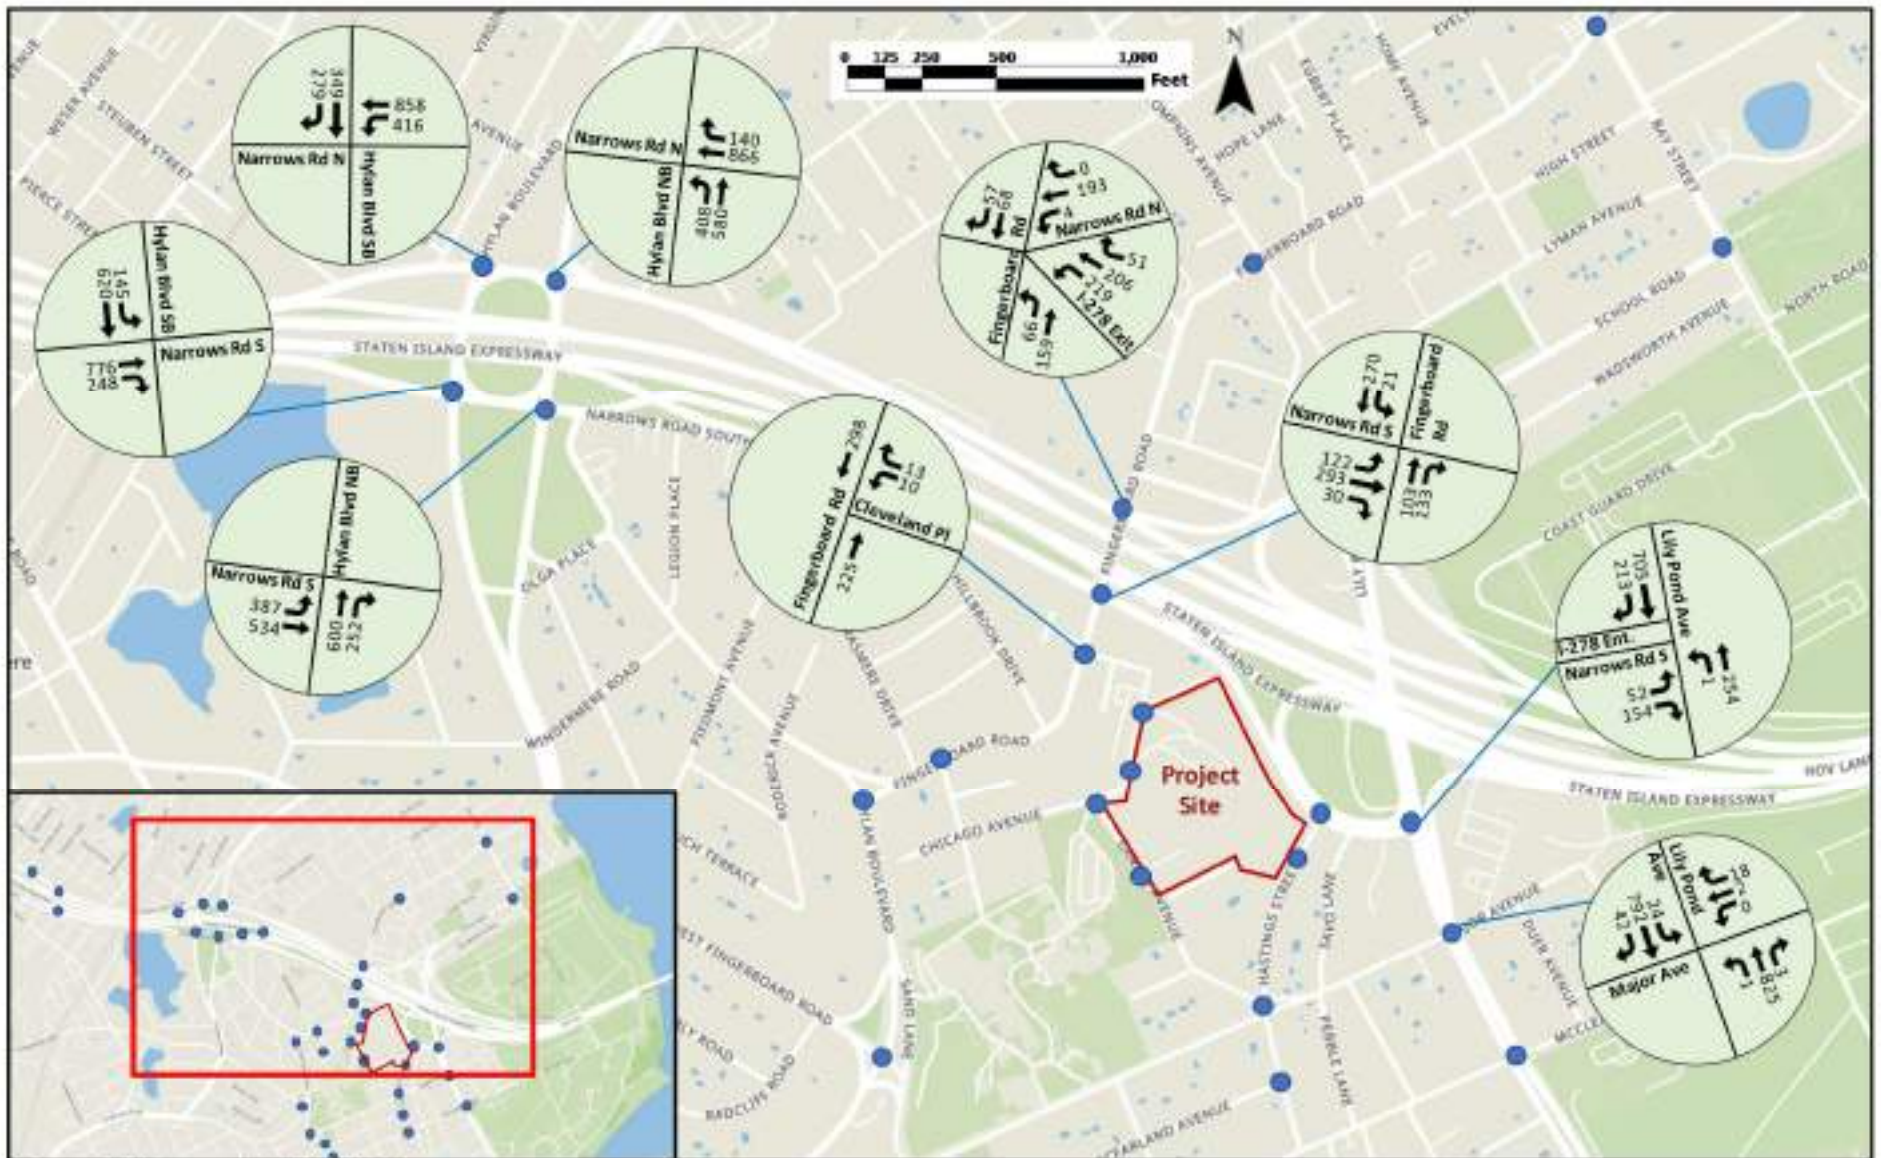 0 125 250 500 1,000
Feet
N
349
279
858
416
Narrows Rd N
Hylan Blvd SB
Narrows Rd N
140
866
Hylan Blvd NB
408
580
Hylan Blvd SB
145
620
Narrows Rd S
776
248
Narrows Rd S
Hylan Blvd NB
387
534
600
252
57
68
0
193
4
Fingerboard Rd
Narrows Rd N
51
206
219
I-278 Exit
66
159
298
13
10
Fingerboard Rd
Cleveland Pl
225
270
21
Narrows Rd S
Fingerboard Rd
122
293
30
103
233
Lily Pond Ave
705
213
I-278 Ent.
Narrows Rd S
52
154
1
254
Lily Pond Ave
24
792
42
Major Ave
3
825
1
Project
Site
WESER AVENUE
STEUBEN STREET
PIERCE STREET
AVENUE
HYLAN BOULEVARD
STATEN ISLAND EXPRESSWAY
NARROWS ROAD SOUTH
LEGION PLACE
OLGA PLACE
WINDERMERE ROAD
PIEDMONT AVENUE
HILLBROOK DRIVE
CHICAGO AVENUE
SAND LANE
RADCLIFF ROAD
HOPE LANE
EGBERT PLACE
HOME AVENUE
HIGH STREET
BAY STREET
LYMAN AVENUE
SCHOOL ROAD
WADSWORTH AVENUE
NORTH ROAD
COAST GUARD DRIVE
STATEN ISLAND EXPRESSWAY
STATEN ISLAND EXPRESSWAY
DUER AVENUE
PEBBLE LANE